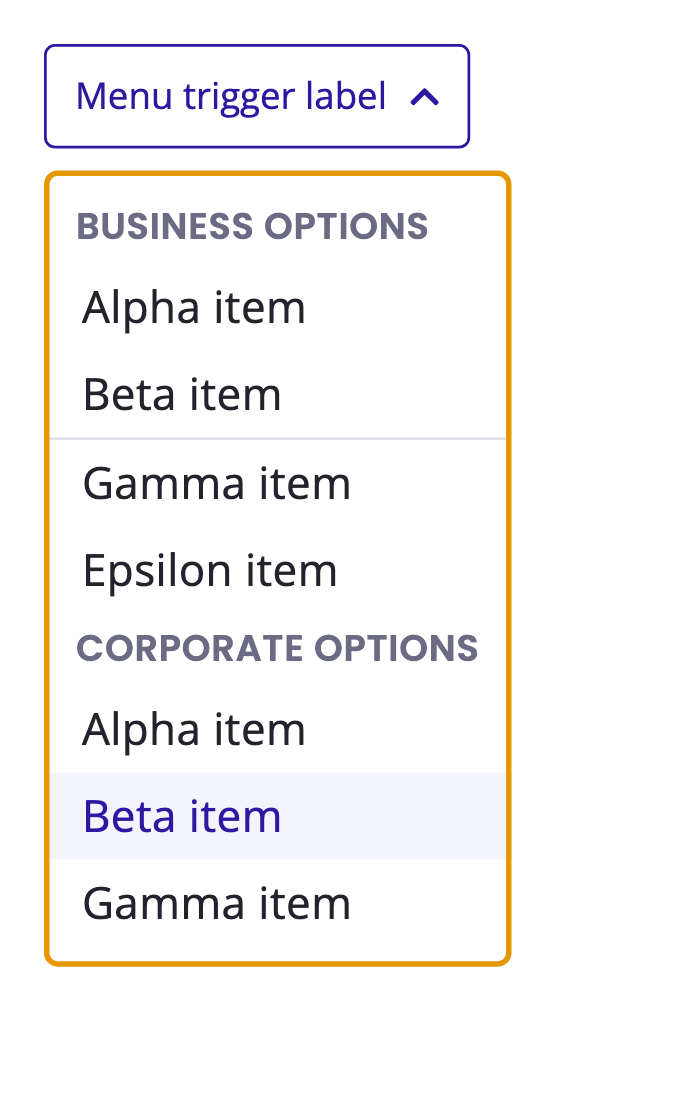 Menu trigger label
BUSINESS OPTIONS
Alpha item
Beta item
Gamma item
Epsilon item
CORPORATE OPTIONS
Alpha item
Beta item
Gamma item